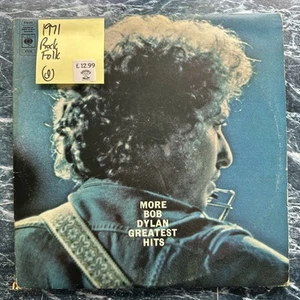 1971
Rock
Folk
£12.99
MORE
BOB
DYLAN
GREATEST
HITS